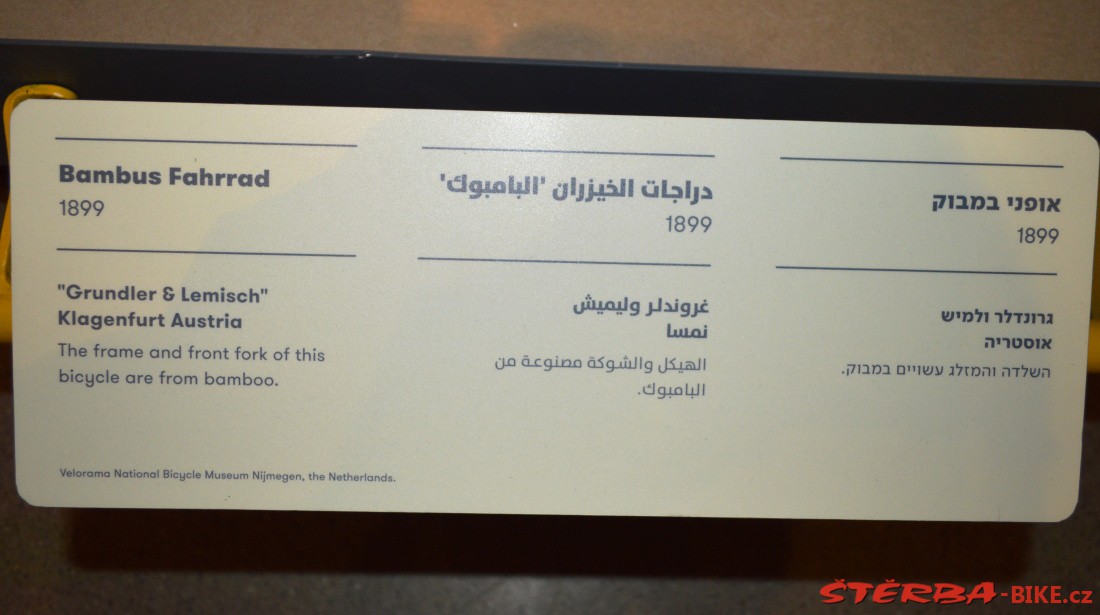 Bambus Fahrrad
1899
"Grundler & Lemisch"
Klagenfurt Austria
The frame and front fork of this
bicycle are from bamboo.
Velorama National Bicycle Museum Nijmegen, the Netherlands.
دراجات الخيزران 'البامبوك'
1899
غروندلر وليميش
نمسا
الهيكل والشوكة مصنوعة من
البامبوك.
אופני במבוק
1899
גרונדלר ולמיש
אוסטריה
השלדה והמזלג עשויים במבוק.
ŠTĚRBA-BIKE.cz